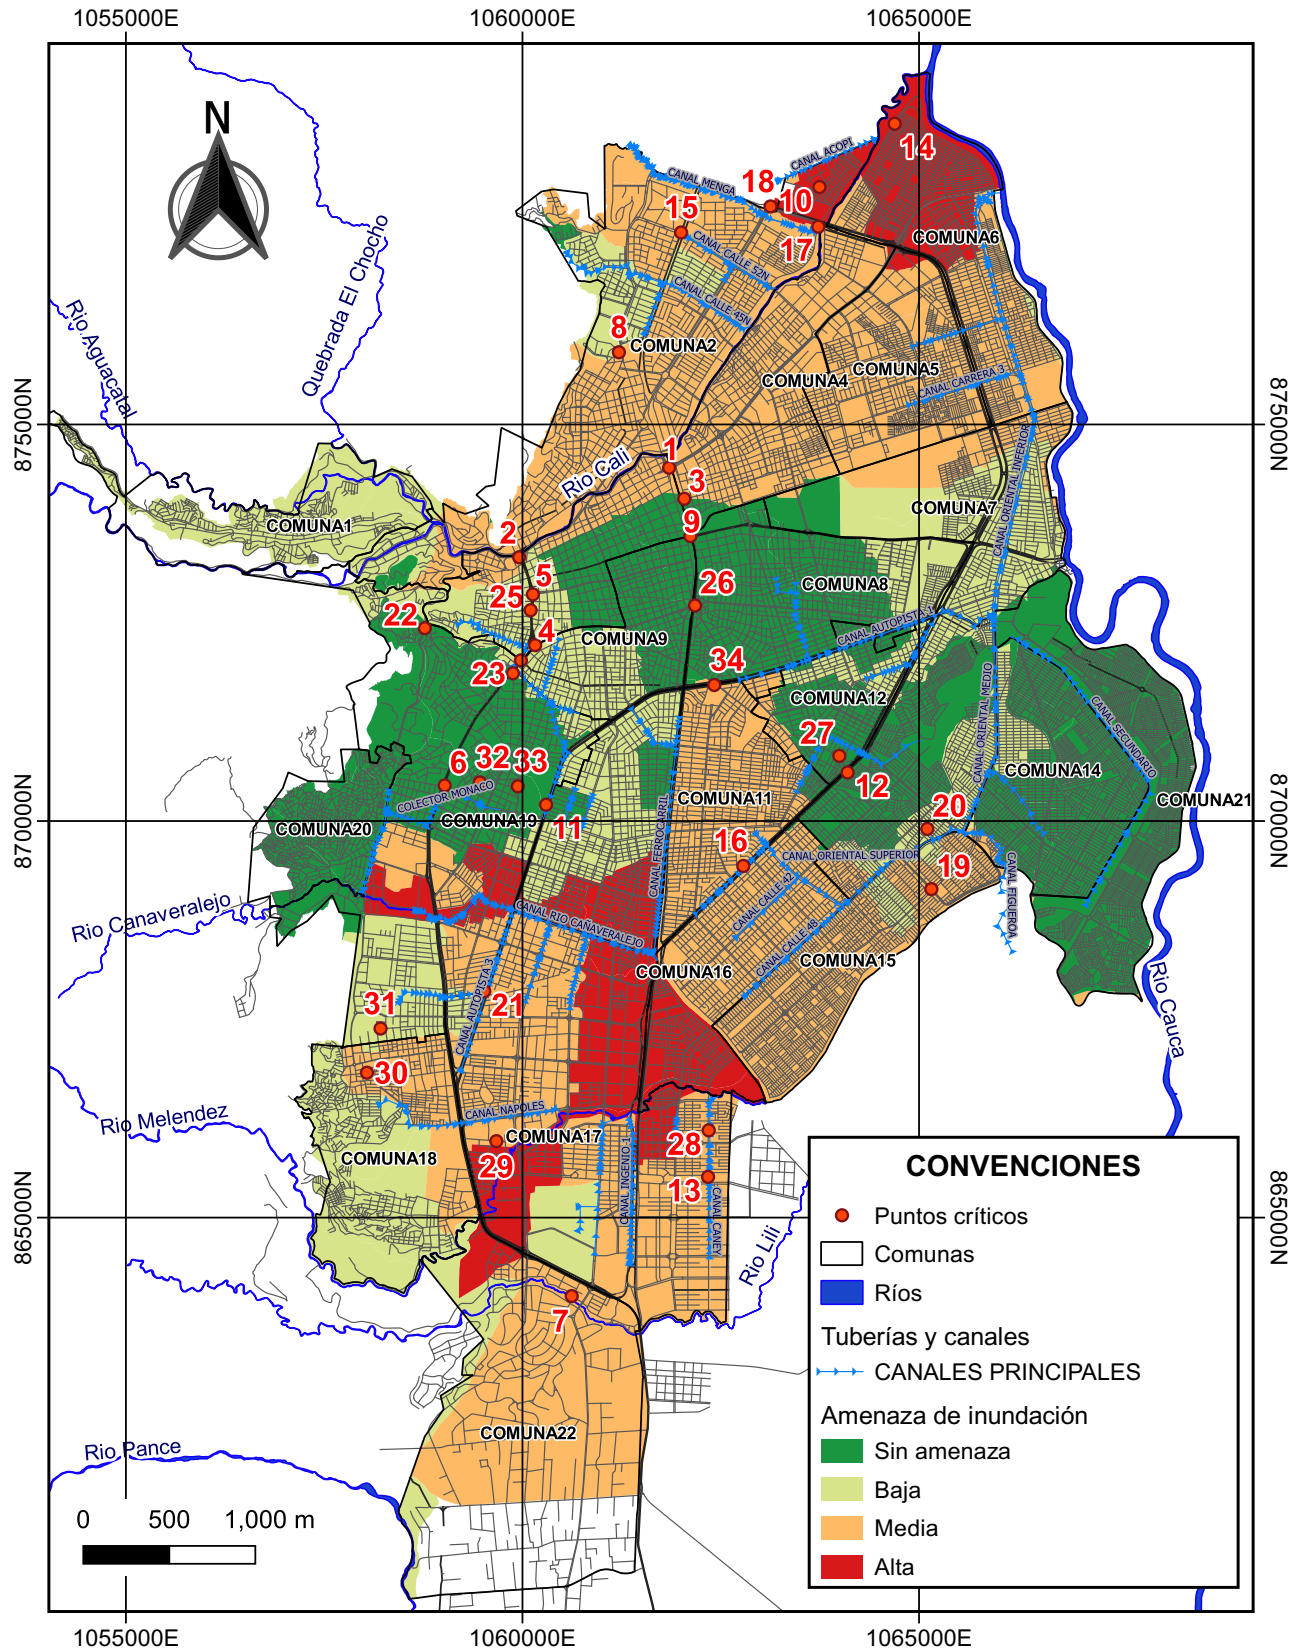 1055000E
1060000E
1065000E
N
14
CANAL ACOPI
CANAL MENGA
18
10
15
17
COMUNA6
CANAL CALLE 52N
CANAL CALLE 45N
Quebrada El Chocho
Rio Aguacatal
8
COMUNA2
COMUNA4
COMUNA5
CANAL CARRERA 3
875000N
875000N
1
Rio Cali
3
CANAL ORIENTAL INFERIOR
COMUNA7
COMUNA1
9
2
5
25
26
COMUNA8
22
4
COMUNA9
CANAL AUTOPISTA 1
34
23
COMUNA12
CANAL ORIENTAL MEDIO
CANAL SECUNDARIO
27
6
32
33
12
COMUNA14
COLECTOR MONACO
COMUNA11
COMUNA21
870000N
870000N
COMUNA20
COMUNA19
11
20
CANAL FERROCARRIL
16
CANAL ORIENTAL SUPERIOR
19
CANAL CALLE 42
CANAL FIGUEROA
Rio Canaveralejo
CANAL RIO CAÑAVERALEJO
CANAL CALLE 48
COMUNA16
COMUNA15
CANAL AUTOPISTA 3
21
31
Rio Cauca
30
CANAL NAPOLES
Rio Melendez
COMUNA17
28
COMUNA18
29
CANAL INGENIO 1
13
CANAL CANEY
865000N
865000N
Rio Lili
7
COMUNA22
Rio Pance
0 500 1,000 m
CONVENCIONES
Puntos críticos
Comunas
Ríos
Tuberías y canales
CANALES PRINCIPALES
Amenaza de inundación
Sin amenaza
Baja
Media
Alta
1055000E
1060000E
1065000E